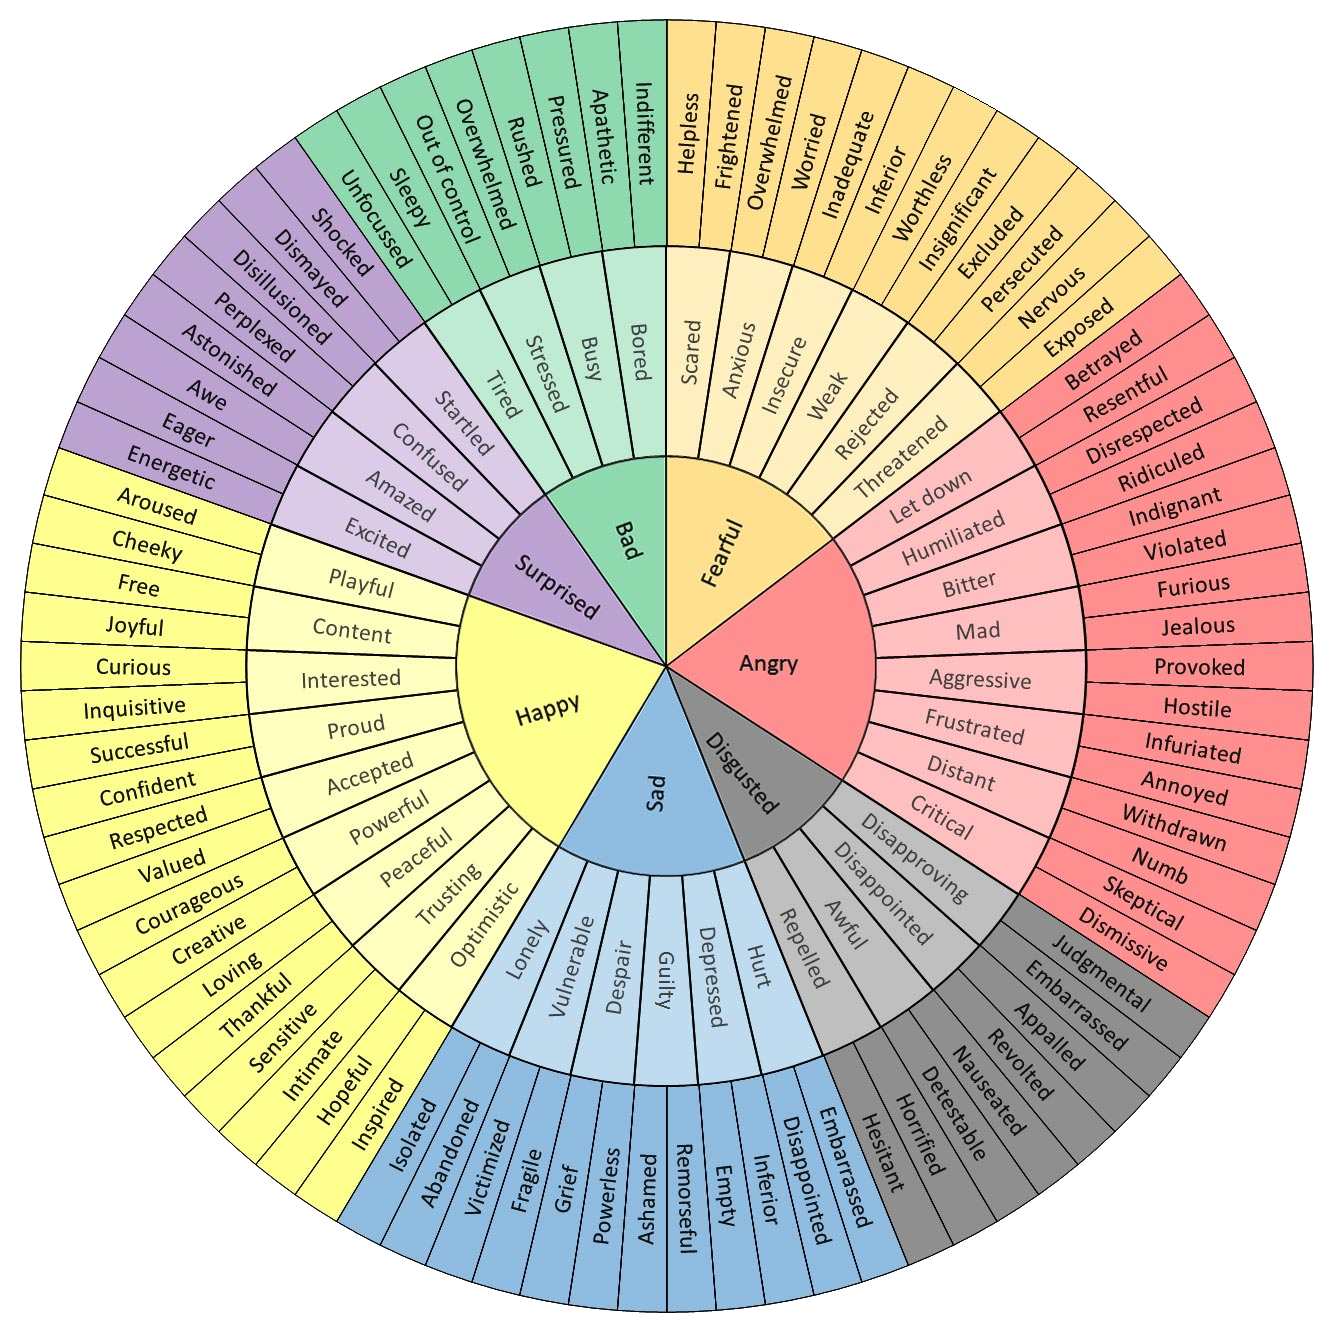 Fearful
Angry
Disgusted
Sad
Happy
Surprised
Bad
Scared
Anxious
Insecure
Weak
Rejected
Threatened
Let down
Humiliated
Bitter
Mad
Aggressive
Frustrated
Distant
Critical
Disapproving
Disappointed
Awful
Repelled
Hurt
Depressed
Guilty
Despair
Vulnerable
Lonely
Optimistic
Trusting
Peaceful
Powerful
Accepted
Proud
Interested
Content
Playful
Excited
Amazed
Confused
Startled
Tired
Stressed
Busy
Bored
Helpless
Frightened
Overwhelmed
Worried
Inadequate
Inferior
Worthless
Insignificant
Excluded
Persecuted
Nervous
Exposed
Betrayed
Resentful
Disrespected
Ridiculed
Indignant
Violated
Furious
Jealous
Provoked
Hostile
Infuriated
Annoyed
Withdrawn
Numb
Skeptical
Dismissive
Judgmental
Embarrassed
Appalled
Revolted
Nauseated
Detestable
Horrified
Hesitant
Embarrassed
Disappointed
Inferior
Empty
Remorseful
Ashamed
Powerless
Grief
Fragile
Victimized
Abandoned
Isolated
Inspired
Hopeful
Intimate
Sensitive
Thankful
Loving
Creative
Courageous
Valued
Respected
Confident
Successful
Inquisitive
Curious
Joyful
Free
Cheeky
Aroused
Energetic
Eager
Awe
Astonished
Perplexed
Disillusioned
Dismayed
Shocked
Unfocussed
Sleepy
Out of control
Overwhelmed
Rushed
Pressured
Apathetic
Indifferent